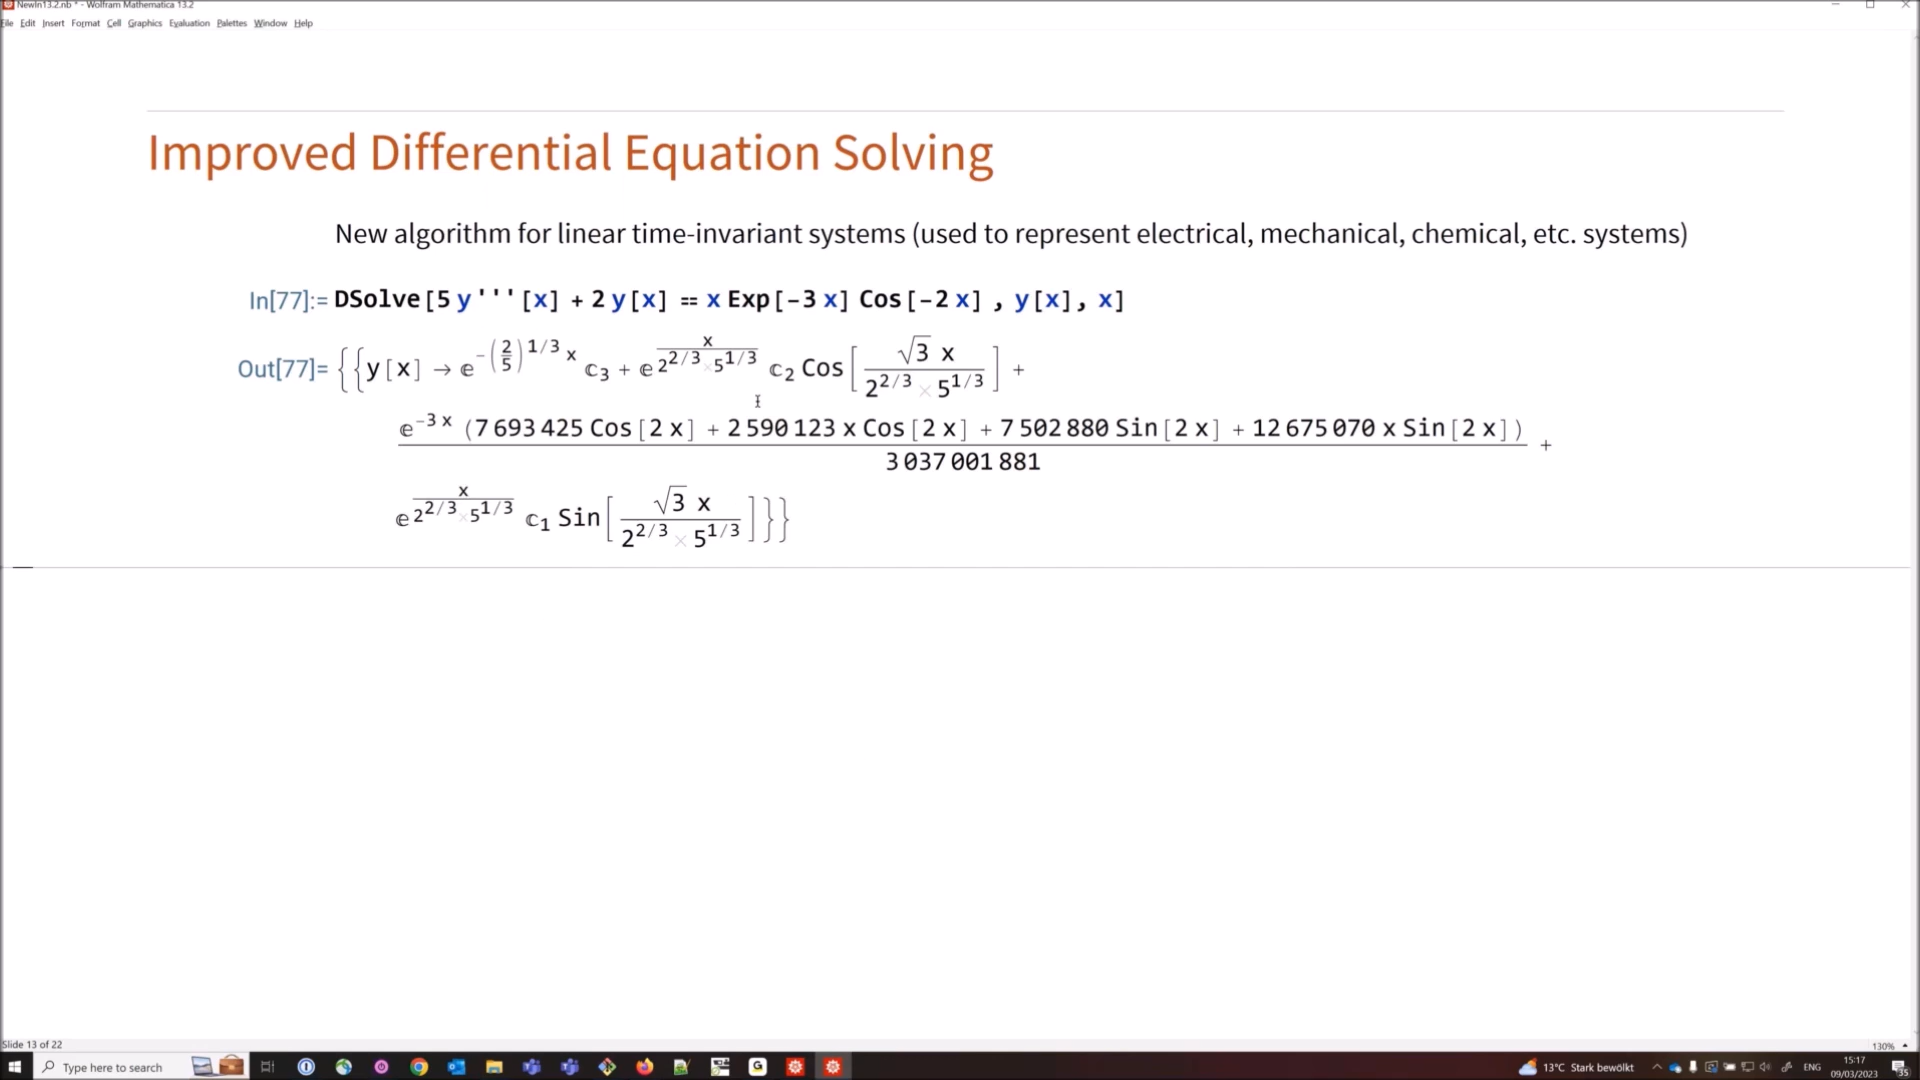 NewIn13.2.nb * - Wolfram Mathematica 13.2
File Edit Insert Format Cell Graphics Evaluation Palettes Window Help
Improved Differential Equation Solving
New algorithm for linear time-invariant systems (used to represent electrical, mechanical, chemical, etc. systems)
In[77]:= DSolve[5 y'''[x] + 2 y[x] == x Exp[-3 x] Cos[-2 x] , y[x], x]
Out[77]= {{y[x] → ⅇ^(-(2/5)^(1/3) x) 𝕔₃ + ⅇ^(x/(2^(2/3) × 5^(1/3))) 𝕔₂ Cos[(√3 x)/(2^(2/3) × 5^(1/3))] +
(ⅇ^(-3 x) (7 693 425 Cos[2 x] + 2 590 123 x Cos[2 x] + 7 502 880 Sin[2 x] + 12 675 070 x Sin[2 x]))/3 037 001 881 +
ⅇ^(x/(2^(2/3) × 5^(1/3))) 𝕔₁ Sin[(√3 x)/(2^(2/3) × 5^(1/3))]}}
Slide 13 of 22
130%
Type here to search
13°C Stark bewölkt
ENG
15:17
09/03/2023
35